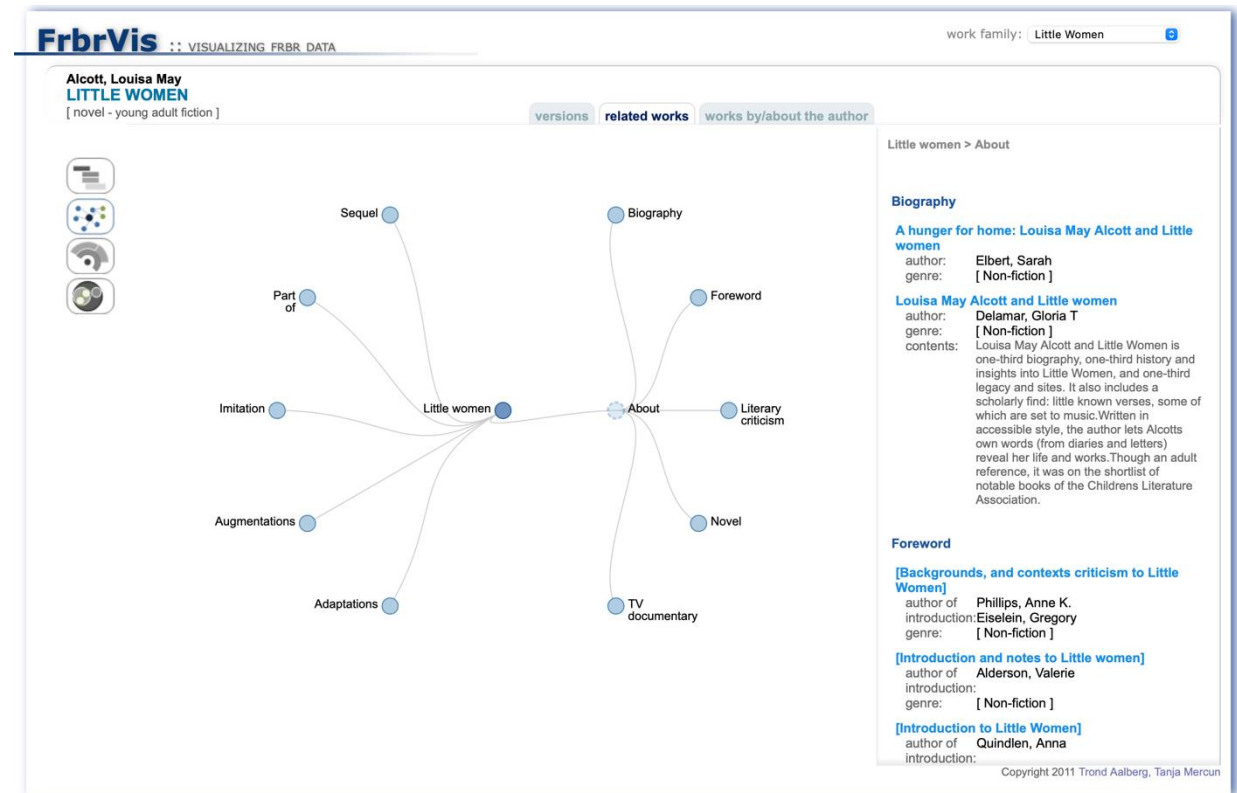 FrbrVis :: VISUALIZING FRBR DATA
work family: Little Women
Alcott, Louisa May
LITTLE WOMEN
[ novel - young adult fiction ]
versions
related works
works by/about the author
Sequel
Part
of
Imitation
Augmentations
Adaptations
Little women
About
Biography
Foreword
Literary
criticism
Novel
TV
documentary
Little women > About
Biography
A hunger for home: Louisa May Alcott and Little
women
author: Elbert, Sarah
genre: [ Non-fiction ]
Louisa May Alcott and Little women
author: Delamar, Gloria T
genre: [ Non-fiction ]
contents: Louisa May Alcott and Little Women is
one-third biography, one-third history and
insights into Little Women, and one-third
legacy and sites. It also includes a
scholarly find: little known verses, some of
which are set to music.Written in
accessible style, the author lets Alcotts
own words (from diaries and letters)
reveal her life and works.Though an adult
reference, it was on the shortlist of
notable books of the Childrens Literature
Association.
Foreword
[Backgrounds, and contexts criticism to Little
Women]
author of Phillips, Anne K.
introduction: Eiselein, Gregory
genre: [ Non-fiction ]
[Introduction and notes to Little women]
author of Alderson, Valerie
introduction:
genre: [ Non-fiction ]
[Introduction to Little Women]
author of Quindlen, Anna
introduction:
Copyright 2011 Trond Aalberg, Tanja Mercun